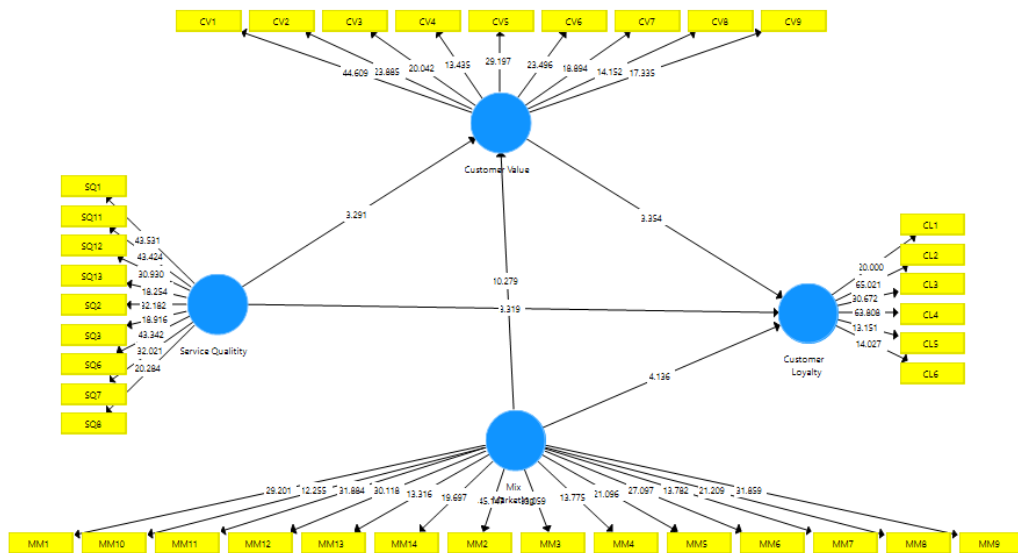 CV1 CV2 CV3 CV4 CV5 CV6 CV7 CV8 CV9
44.609 23.885 20.042 13.435 29.197 23.496 18.894 14.152 17.335
Customer Value
SQ1
SQ11
SQ12
SQ13
SQ2
SQ3
SQ6
SQ7
SQ8
43.531
43.424
30.930
18.254
32.182
18.916
43.342
32.021
20.284
Service Qualitity
3.291
3.354
10.279
3.319
4.136
CL1
CL2
CL3
CL4
CL5
CL6
20.000
65.021
30.672
63.808
13.151
14.027
Customer
Loyalty
Mix
29.201 12.255 31.884 30.118 13.316 19.697 13.775 21.096 27.097 13.782 21.209 31.859
MM1 MM10 MM11 MM12 MM13 MM14 MM2 MM3 MM4 MM5 MM6 MM7 MM8 MM9